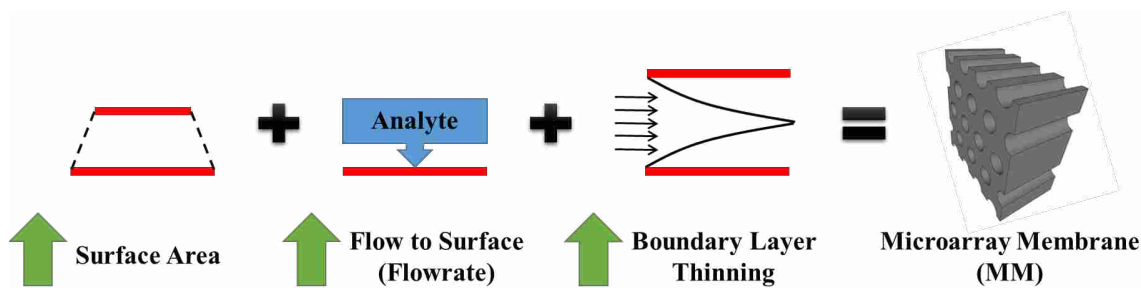 Analyte
Surface Area
Flow to Surface
(Flowrate)
Boundary Layer
Thinning
Microarray Membrane
(MM)